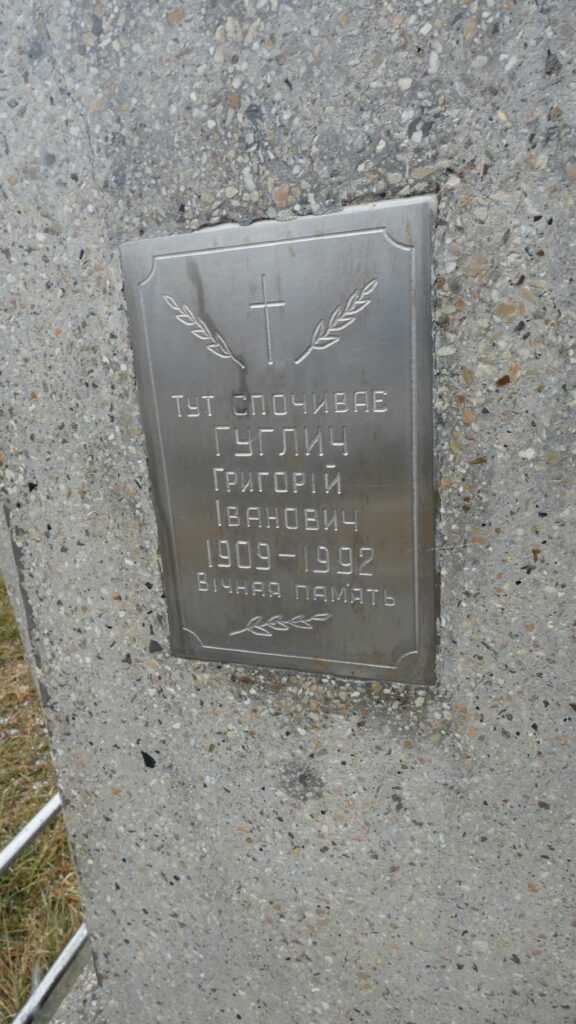 ТУТ СПОЧИВАЄ
ГУГЛИЧ
ГРИГОРІЙ
ІВАНОВИЧ
1909-1992
ВІЧНАЯ ПАМЯТЬ